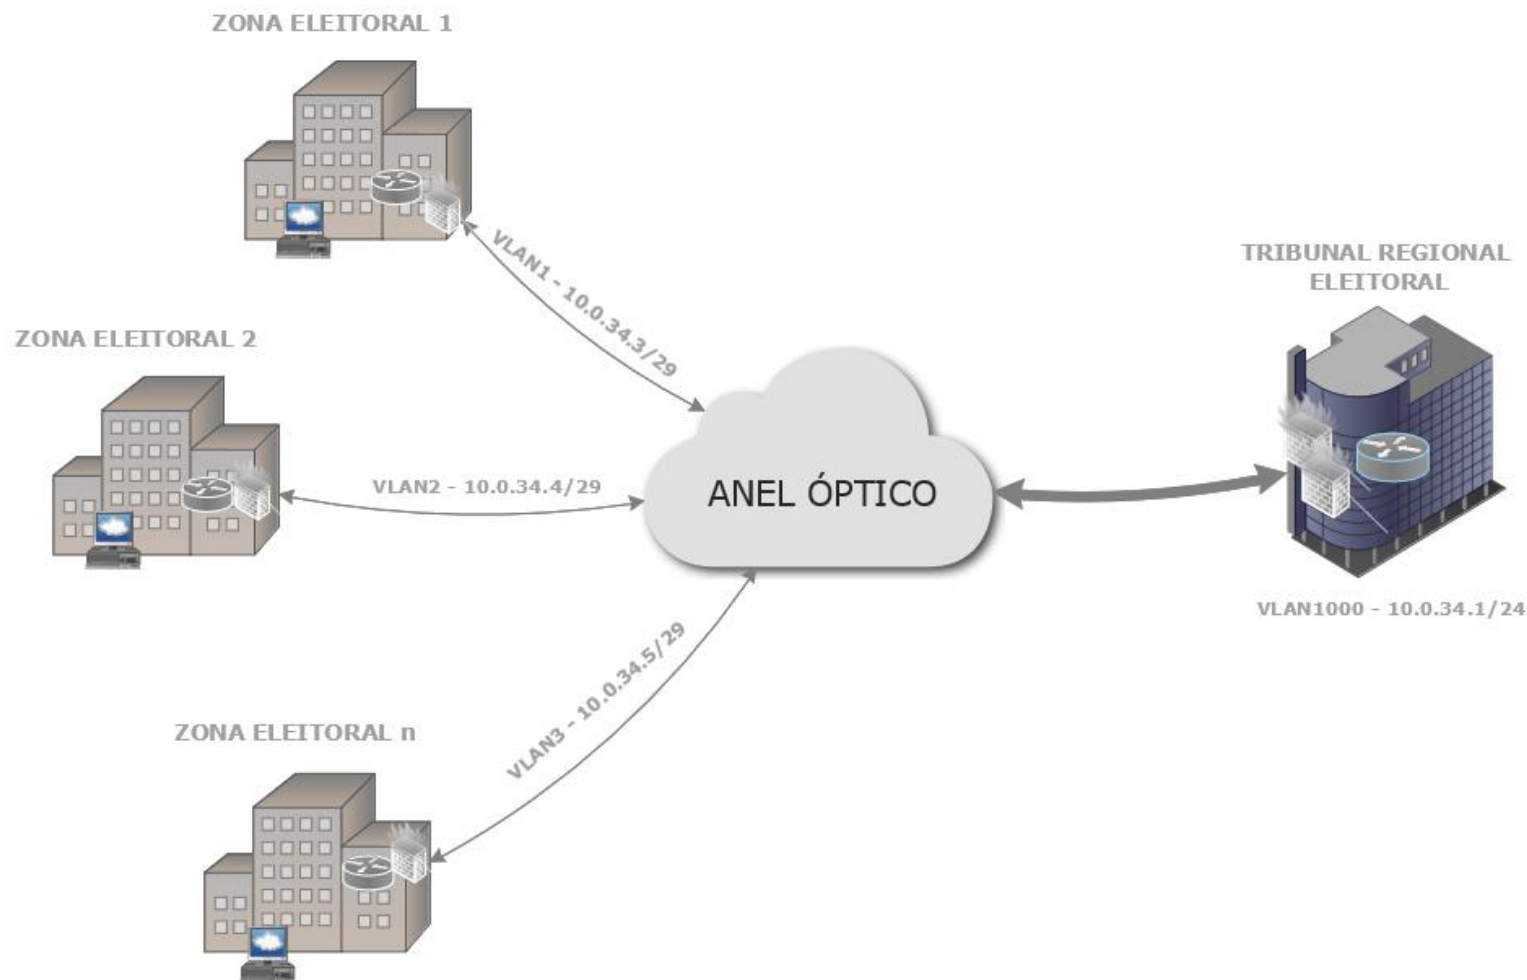 ZONA ELEITORAL 1
VLAN1 - 10.0.34.3/29
TRIBUNAL REGIONAL
ELEITORAL
ZONA ELEITORAL 2
VLAN2 - 10.0.34.4/29
ANEL ÓPTICO
VLAN1000 - 10.0.34.1/24
VLAN3 - 10.0.34.5/29
ZONA ELEITORAL n